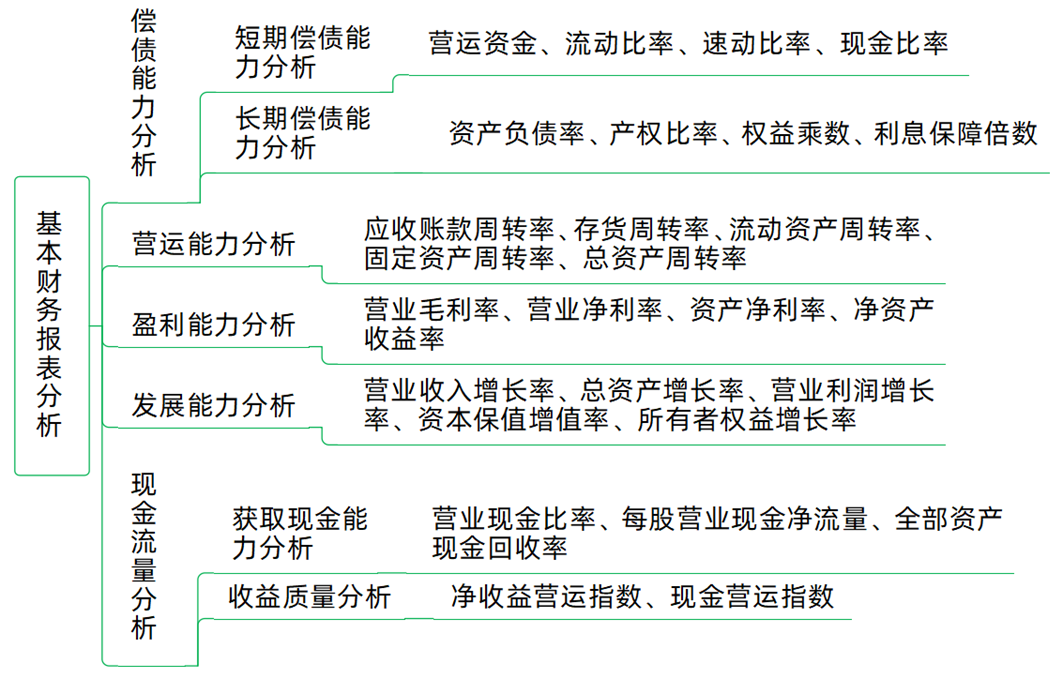 基本财务报表分析
偿债能力分析
短期偿债能
力分析
营运资金、流动比率、速动比率、现金比率
长期偿债能
力分析
资产负债率、产权比率、权益乘数、利息保障倍数
营运能力分析
应收账款周转率、存货周转率、流动资产周转率、
固定资产周转率、总资产周转率
盈利能力分析
营业毛利率、营业净利率、资产净利率、净资产
收益率
发展能力分析
营业收入增长率、总资产增长率、营业利润增长
率、资本保值增值率、所有者权益增长率
现金流量分析
获取现金能
力分析
营业现金比率、每股营业现金净流量、全部资产
现金回收率
收益质量分析
净收益营运指数、现金营运指数